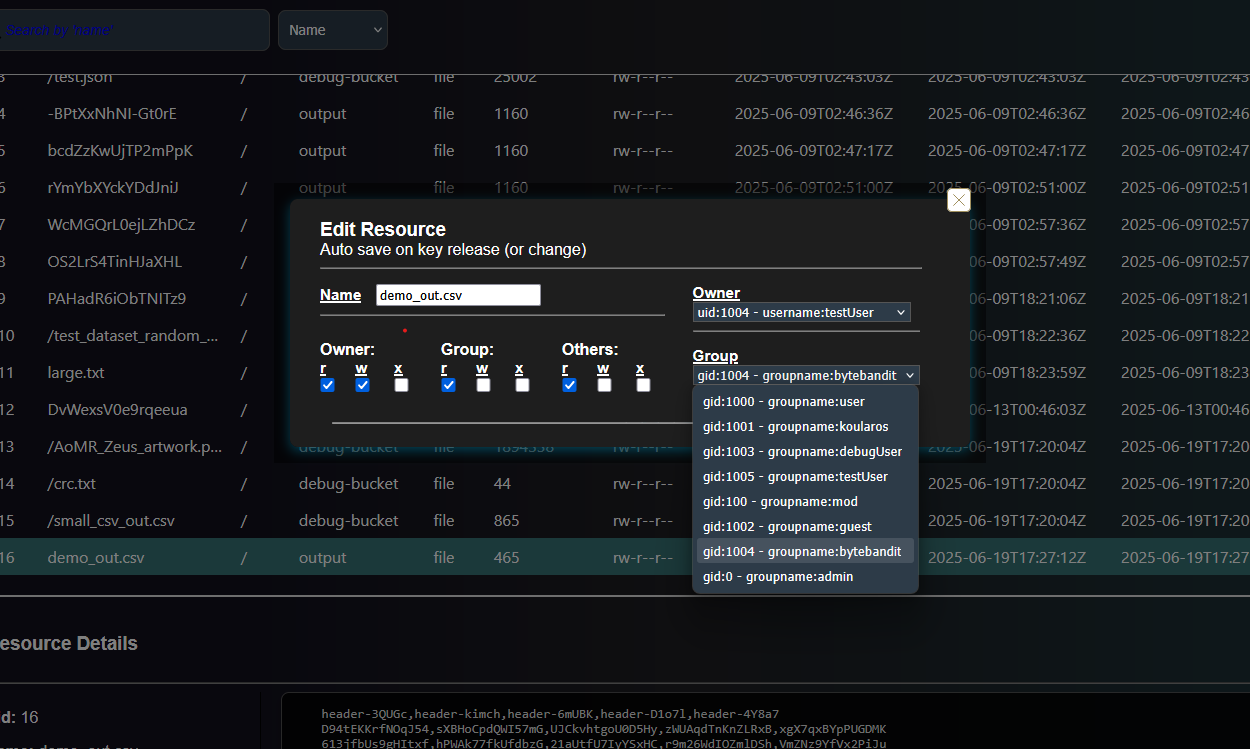 Search by 'name'
Name
3 /test.json / debug-bucket file 25002 rw-r--r-- 2025-06-09T02:43:03Z 2025-06-09T02:43:03Z 2025-06-09T02:43
4 -BPtXxNhNI-Gt0rE / output file 1160 rw-r--r-- 2025-06-09T02:46:36Z 2025-06-09T02:46:36Z 2025-06-09T02:46
5 bcdZzKwUjTP2mPpK / output file 1160 rw-r--r-- 2025-06-09T02:47:17Z 2025-06-09T02:47:17Z 2025-06-09T02:47
6 rYmYbXYckYDdJniJ / output file 1160 rw-r--r-- 2025-06-09T02:51:00Z 2025-06-09T02:51:00Z 2025-06-09T02:51
7 WcMGQrL0ejLZhDCz / 06-09T02:57:36Z 2025-06-09T02:57
8 OS2LrS4TinHJaXHL / 06-09T02:57:49Z 2025-06-09T02:57
9 PAHadR6iObTNITz9 / 06-09T18:21:06Z 2025-06-09T18:21
10 /test_dataset_random_... / 06-09T18:22:36Z 2025-06-09T18:22
11 large.txt / 06-09T18:23:59Z 2025-06-09T18:23
12 DvWexsV0e9rqeeua / 06-13T00:46:03Z 2025-06-13T00:46
13 /AoMR_Zeus_artwork.p... / debug-bucket file 1894338 rw-r--r-- 06-19T17:20:04Z 2025-06-19T17:20
14 /crc.txt / debug-bucket file 44 rw-r--r-- 2025-06-19T17:20:04Z 2025-06-19T17:20
15 /small_csv_out.csv / debug-bucket file 865 rw-r--r-- 2025-06-19T17:20:04Z 2025-06-19T17:20
16 demo_out.csv / output file 465 rw-r--r-- 2025-06-19T17:27:12Z 2025-06-19T17:27
Edit Resource
Auto save on key release (or change)
Name demo_out.csv
Owner: Group: Others:
r w x r w x r w x
Owner
uid:1004 - username:testUser
Group
gid:1004 - groupname:bytebandit
gid:1000 - groupname:user
gid:1001 - groupname:koularos
gid:1003 - groupname:debugUser
gid:1005 - groupname:testUser
gid:100 - groupname:mod
gid:1002 - groupname:guest
gid:1004 - groupname:bytebandit
gid:0 - groupname:admin
esource Details
id: 16
demo_out.csv
header-3QUGc,header-kimch,header-6mUBK,header-D1o7l,header-4Y8a7
D94tEKKrfNOqJ54,sXBHoCpdQWI57mG,UJCkvhtgoU0D5Hy,zWUAqdTnKnZLRxB,xgX7qxBYpPUGDMK
613jfbUs9gHItxf,hPWAk77fkUfdbzG,21aUtfU7IyYSxHC,r9m26WdIOZmlDSh,VmZNz9YfVx2PiJu